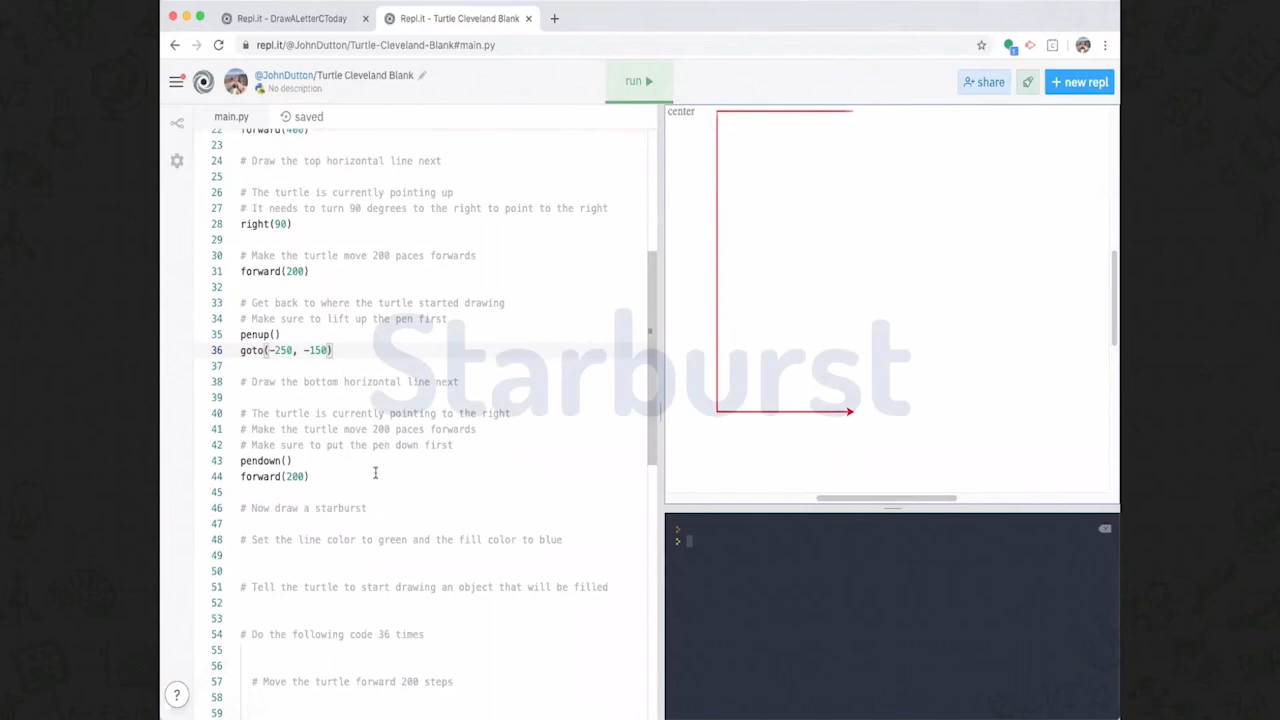 Repl.it - DrawALetterCToday
Repl.it - Turtle Cleveland Blank
repl.it/@JohnDutton/Turtle-Cleveland-Blank#main.py
@JohnDutton/Turtle Cleveland Blank
No description
run
share
+ new repl
main.py
saved
22 forward(400)
23
24 # Draw the top horizontal line next
25
26 # The turtle is currently pointing up
27 # It needs to turn 90 degrees to the right to point to the right
28 right(90)
29
30 # Make the turtle move 200 paces forwards
31 forward(200)
32
33 # Get back to where the turtle started drawing
34 # Make sure to lift up the pen first
35 penup()
36 goto(-250, -150)
37
38 # Draw the bottom horizontal line next
39
40 # The turtle is currently pointing to the right
41 # Make the turtle move 200 paces forwards
42 # Make sure to put the pen down first
43 pendown()
44 forward(200)
45
46 # Now draw a starburst
47
48 # Set the line color to green and the fill color to blue
49
50
51 # Tell the turtle to start drawing an object that will be filled
52
53
54 # Do the following code 36 times
55
56
57 # Move the turtle forward 200 steps
58
59
center
Starburst
?